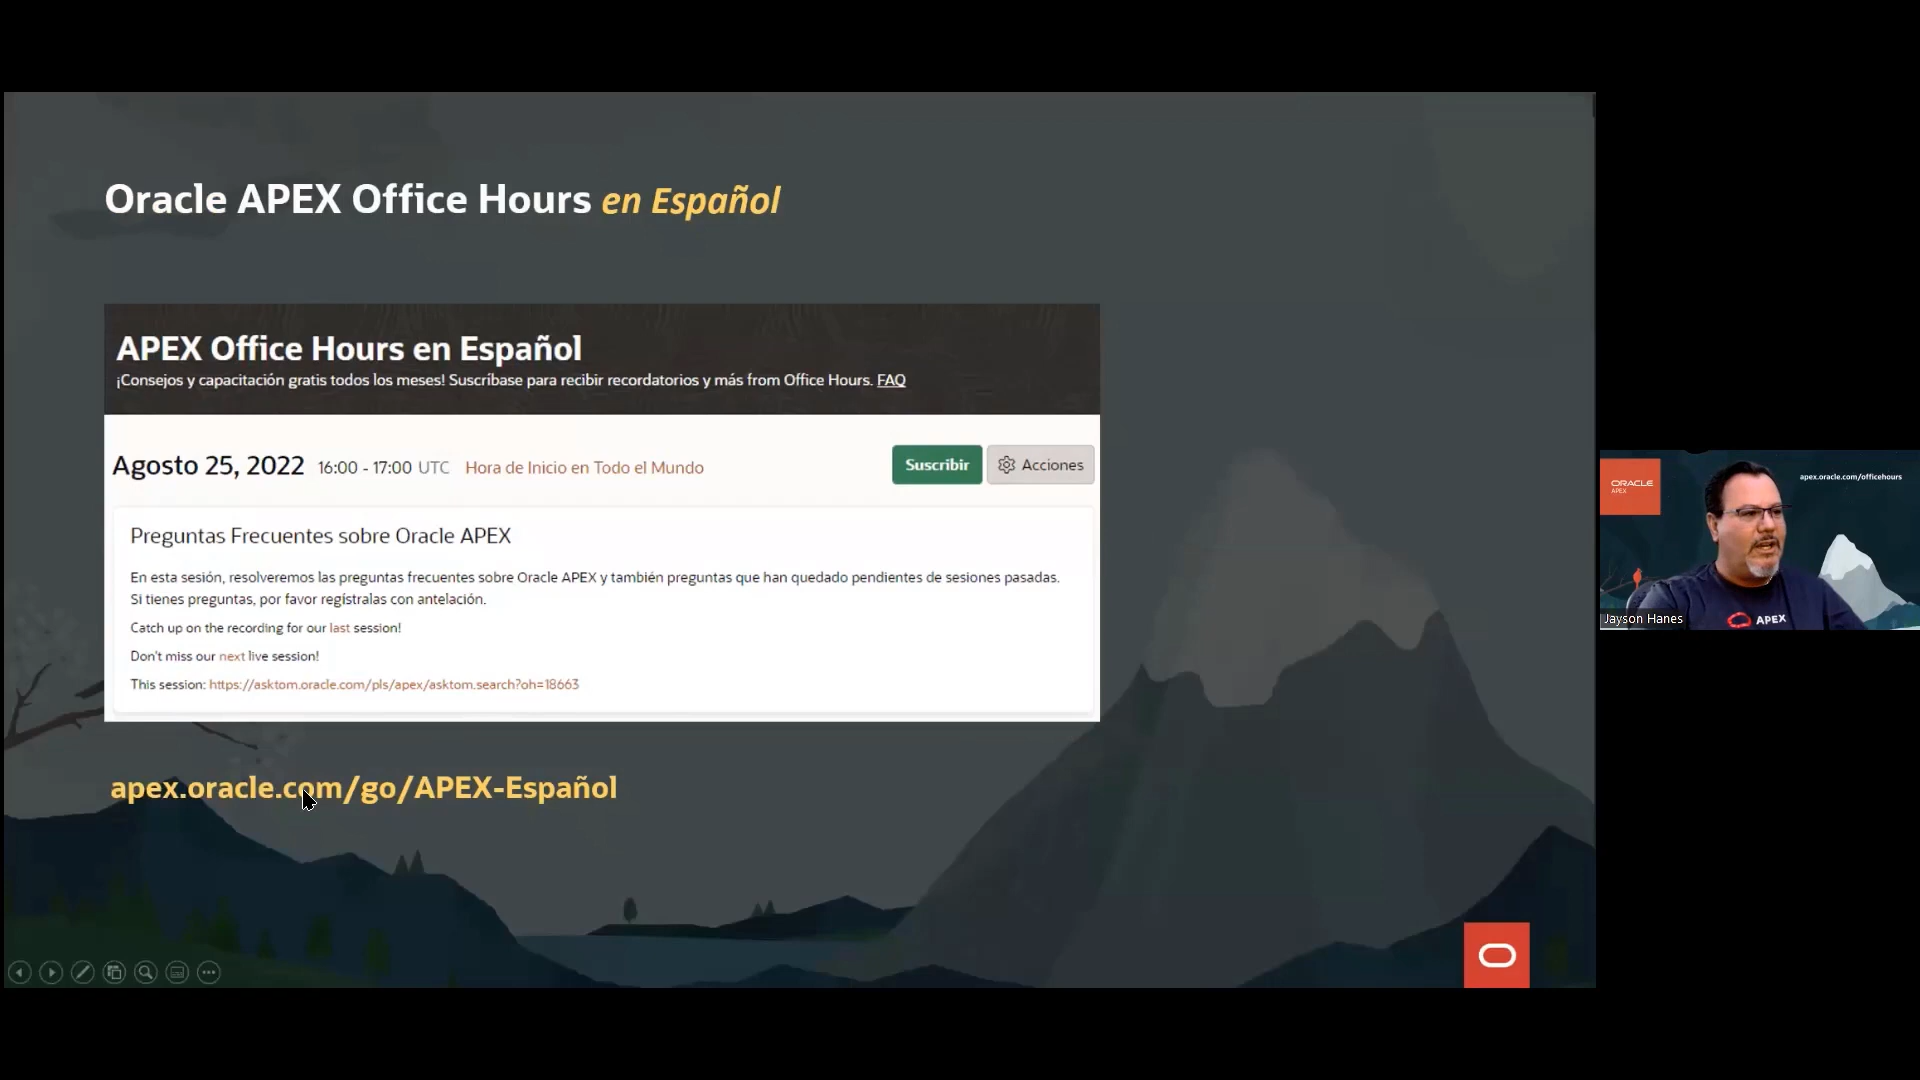 Oracle APEX Office Hours en Español
APEX Office Hours en Español
¡Consejos y capacitación gratis todos los meses! Suscríbase para recibir recordatorios y más from Office Hours. FAQ
Agosto 25, 2022 16:00 - 17:00 UTC Hora de Inicio en Todo el Mundo Suscribir Acciones
Preguntas Frecuentes sobre Oracle APEX
En esta sesión, resolveremos las preguntas frecuentes sobre Oracle APEX y también preguntas que han quedado pendientes de sesiones pasadas.
Si tienes preguntas, por favor regístralas con antelación.
Catch up on the recording for our last session!
Don't miss our next live session!
This session: https://asktom.oracle.com/pls/apex/asktom.search?oh=18663
apex.oracle.com/go/APEX-Español
ORACLE
APEX
apex.oracle.com/officehours
APEX
Jayson Hanes